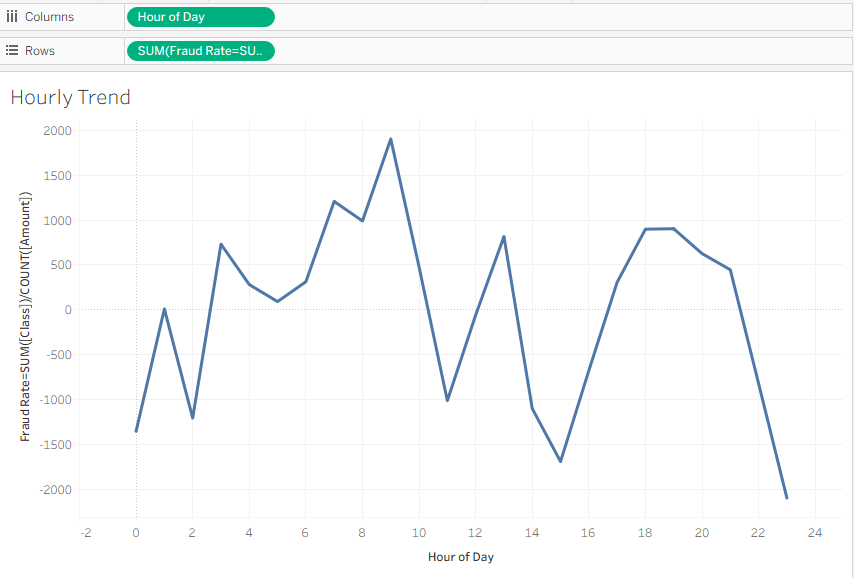 Columns
Hour of Day
Rows
SUM(Fraud Rate=SU..
Hourly Trend
2000
1500
1000
500
0
-500
-1000
-1500
-2000
Fraud Rate=SUM([Class])/COUNT([Amount])
-2 0 2 4 6 8 10 12 14 16 18 20 22 24
Hour of Day